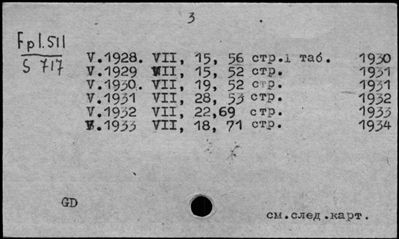 3
Fpl.511
S 717
V.1928. VII, 15, 56 стр.1 таб. 1930
V.1929 VII, 15, 52 стр. 1931
V.1930. VII, 19, 52 стр. 1931
V.1931 VII, 28, 53 стр. 1932
V.1932 VII, 22,69 стр. 1933
V.1933 VII, 18, 71 стр. 1934
GD
см.след.карт.